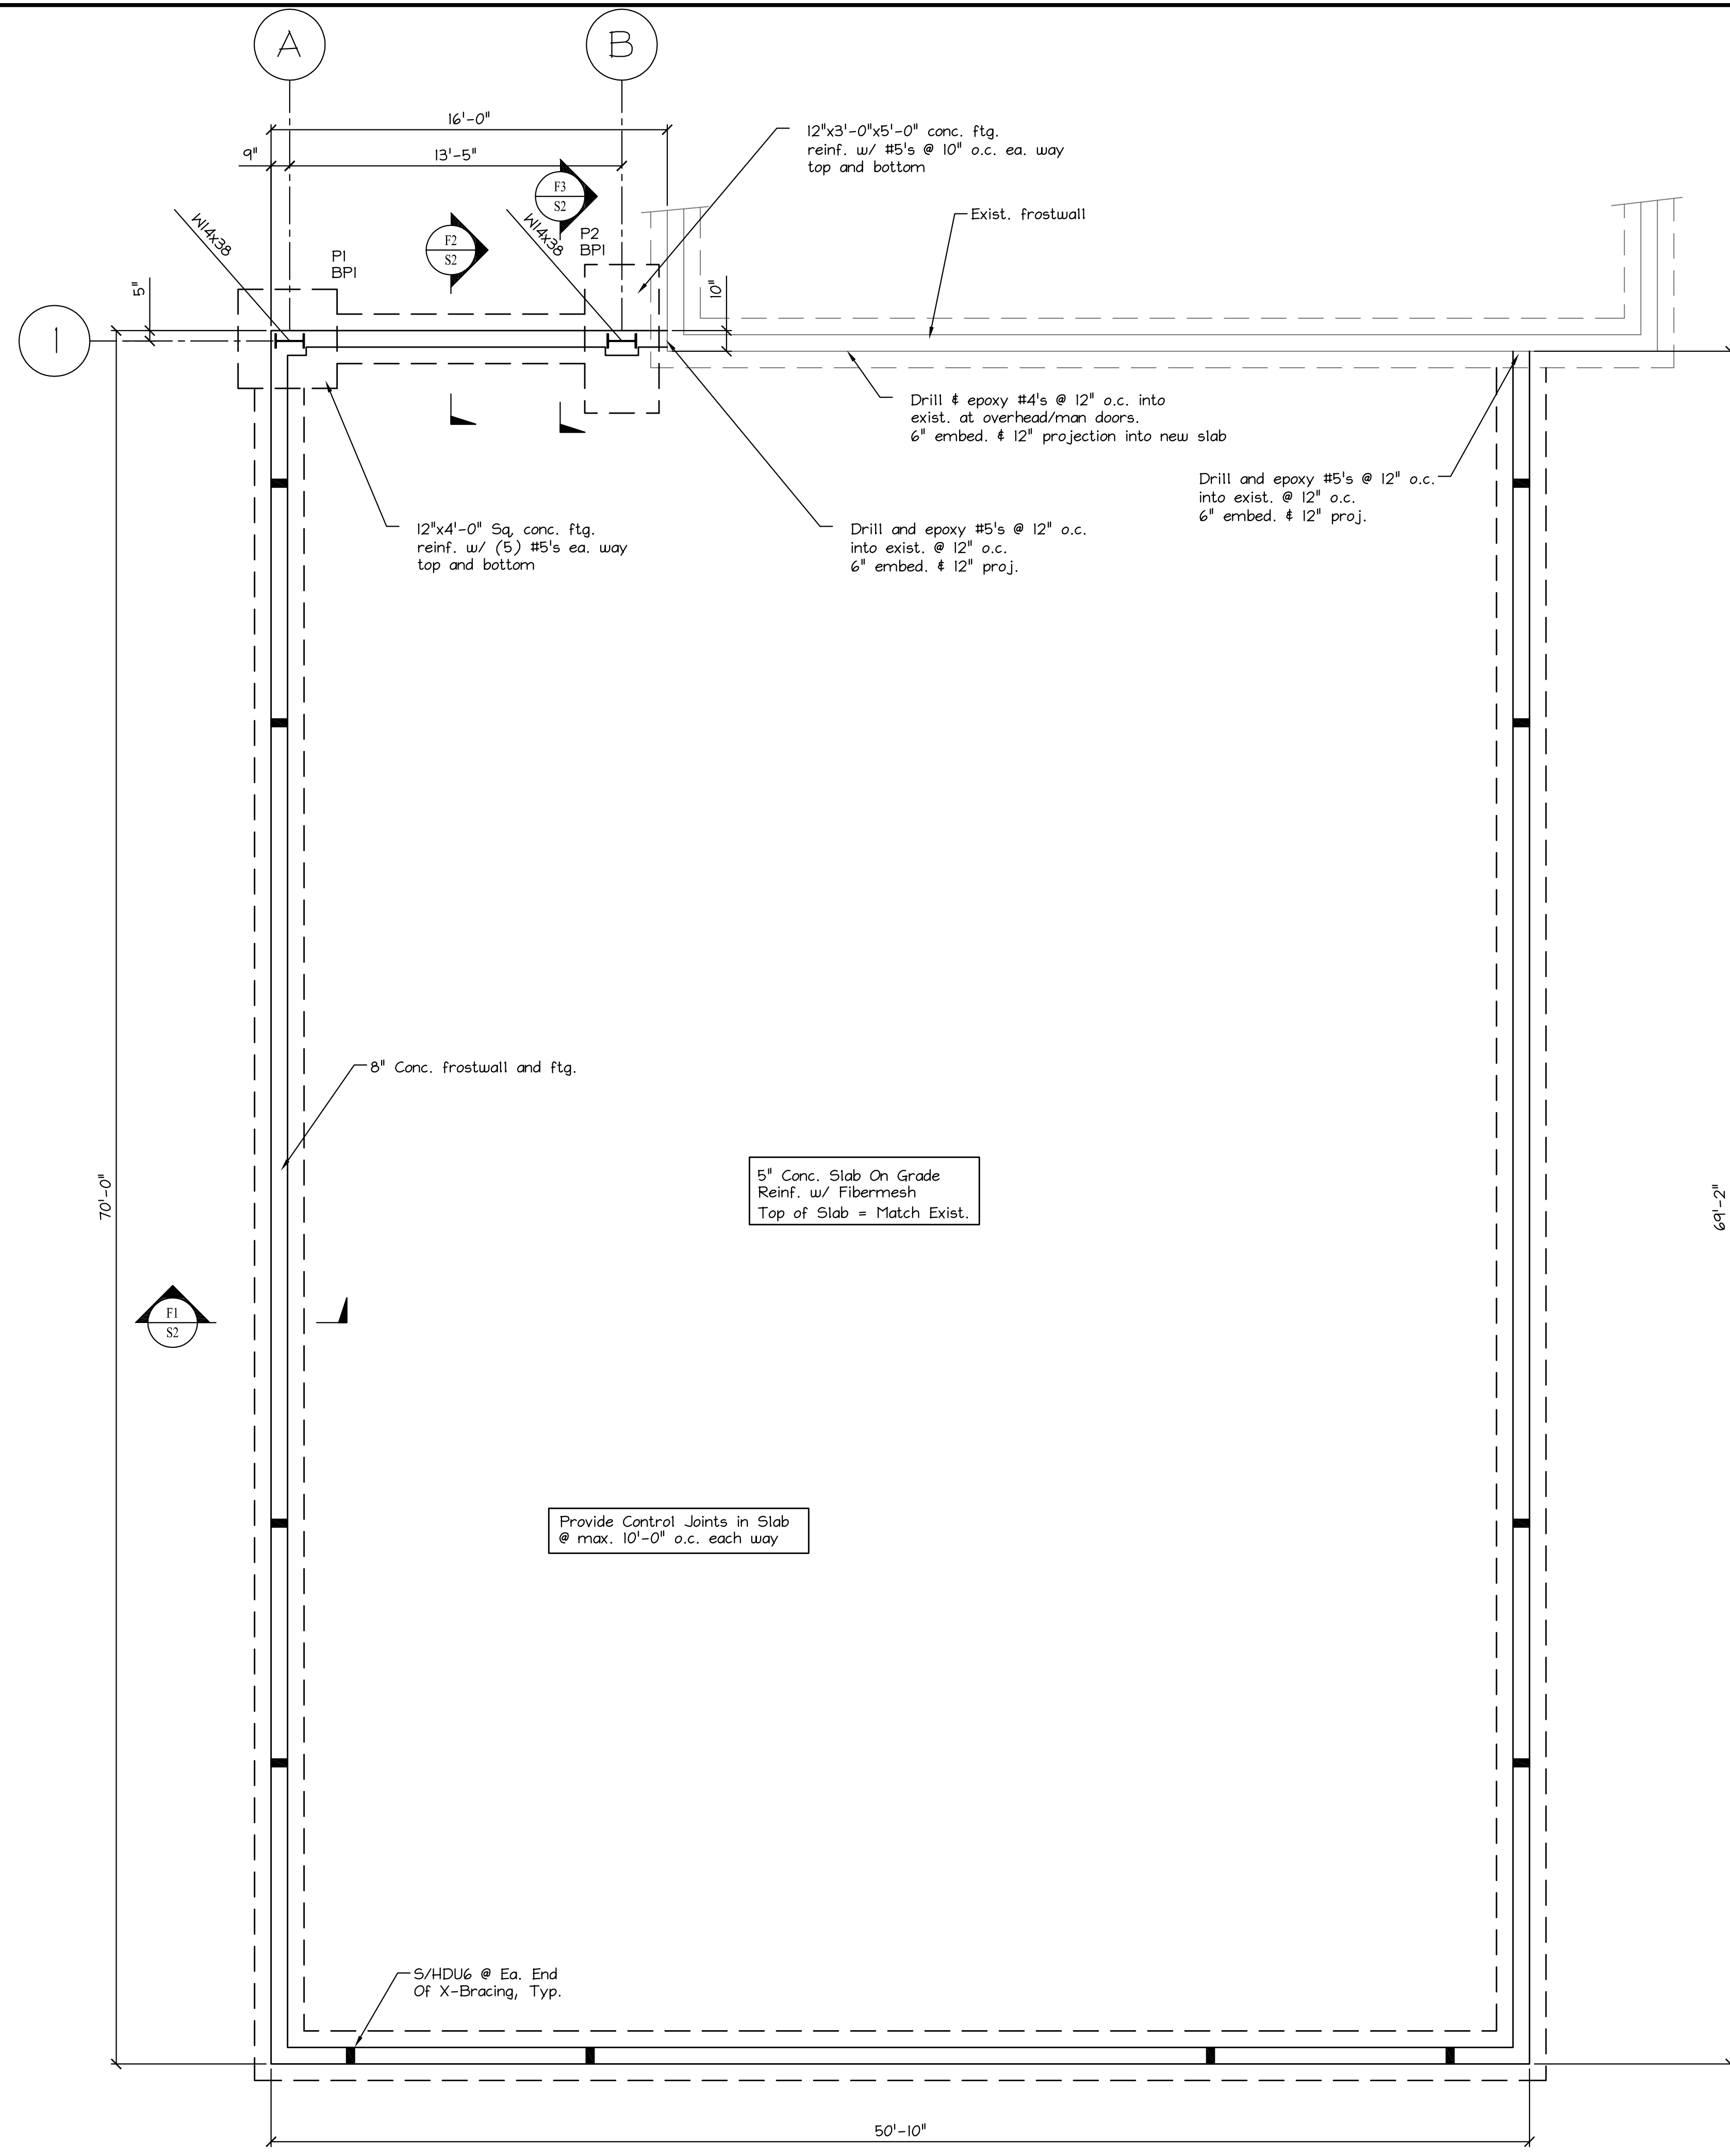 A
B
16'-0"
9"
13'-5"
12"x3'-0"x5'-0" conc. ftg.
reinf. w/ #5's @ 10" o.c. ea. way
top and bottom
F3
S2
Exist. frostwall
W14x38
W14x38
P2
BP1
F2
S2
P1
BP1
5"
10"
1
Drill & epoxy #4's @ 12" o.c. into
exist. at overhead/man doors.
6" embed. & 12" projection into new slab
Drill and epoxy #5's @ 12" o.c.
into exist. @ 12" o.c.
6" embed. & 12" proj.
12"x4'-0" Sq. conc. ftg.
reinf. w/ (5) #5's ea. way
top and bottom
Drill and epoxy #5's @ 12" o.c.
into exist. @ 12" o.c.
6" embed. & 12" proj.
8" Conc. frostwall and ftg.
70'-0"
5" Conc. Slab On Grade
Reinf. w/ Fibermesh
Top of Slab = Match Exist.
69'-2"
F1
S2
Provide Control Joints in Slab
@ max. 10'-0" o.c. each way
S/HDU6 @ Ea. End
Of X-Bracing, Typ.
50'-10"